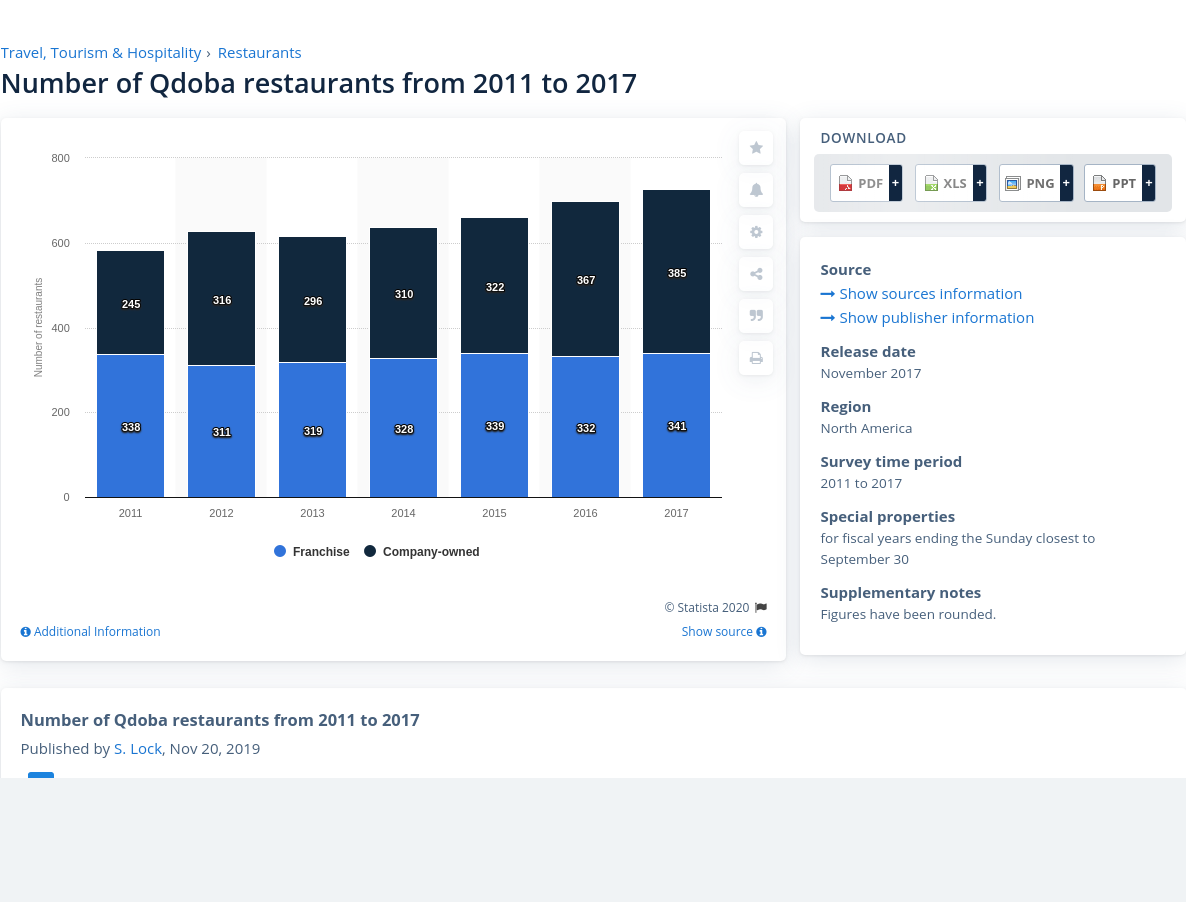 Travel, Tourism & Hospitality › Restaurants
Number of Qdoba restaurants from 2011 to 2017
800
600
400
200
0
Number of restaurants
245 316 296 310 322 367 385
338 311 319 328 339 332 341
2011 2012 2013 2014 2015 2016 2017
Franchise Company-owned
© Statista 2020
Additional Information Show source
DOWNLOAD
PDF + XLS + PNG + PPT +
Source
Show sources information
Show publisher information
Release date
November 2017
Region
North America
Survey time period
2011 to 2017
Special properties
for fiscal years ending the Sunday closest to
September 30
Supplementary notes
Figures have been rounded.
Number of Qdoba restaurants from 2011 to 2017
Published by S. Lock, Nov 20, 2019